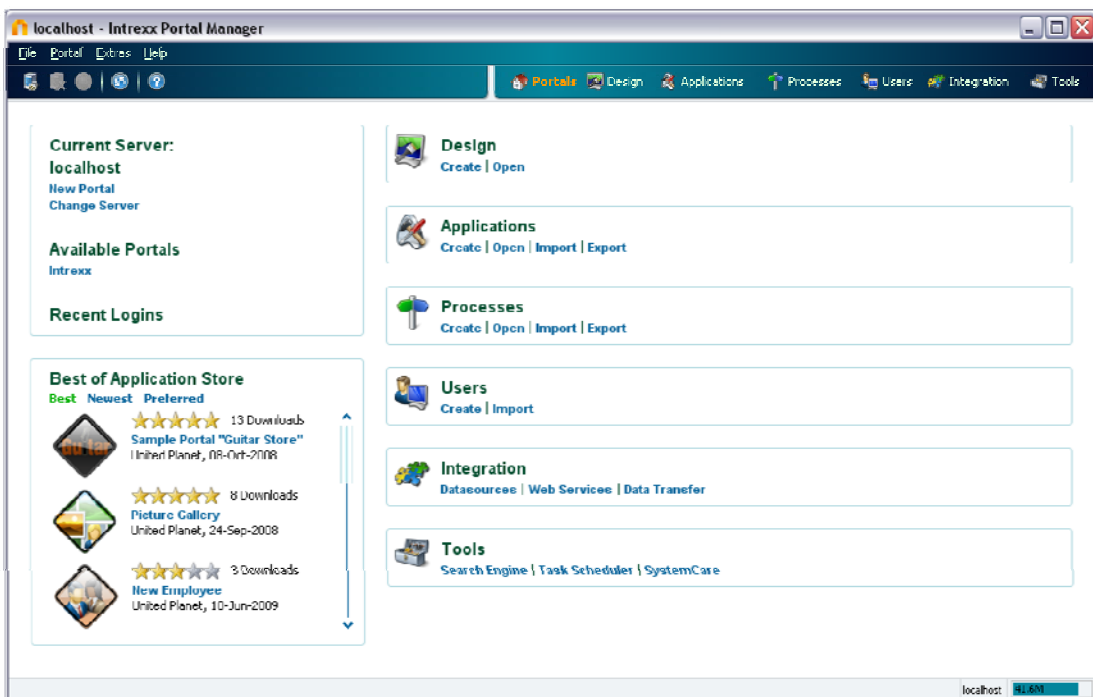 localhost - Intrexx Portal Manager
File Portal Extras Help
Portals Design Applications Processes Users Integration Tools
Current Server:
localhost
New Portal
Change Server
Available Portals
Intrexx
Recent Logins
Best of Application Store
Best Newest Preferred
13 Downloads
Sample Portal "Guitar Store"
United Planet, 08-Oct-2008
8 Downloads
Picture Gallery
United Planet, 24-Sep-2008
3 Downloads
New Employee
United Planet, 10-Jun-2009
Design
Create | Open
Applications
Create | Open | Import | Export
Processes
Create | Open | Import | Export
Users
Create | Import
Integration
Datasources | Web Services | Data Transfer
Tools
Search Engine | Task Scheduler | SystemCare
localhost 41.6M